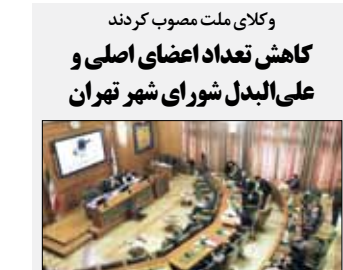 وکلای ملت مصوب کردند
کاهش تعداد اعضای اصلی و
علی‌البدل شورای شهر تهران